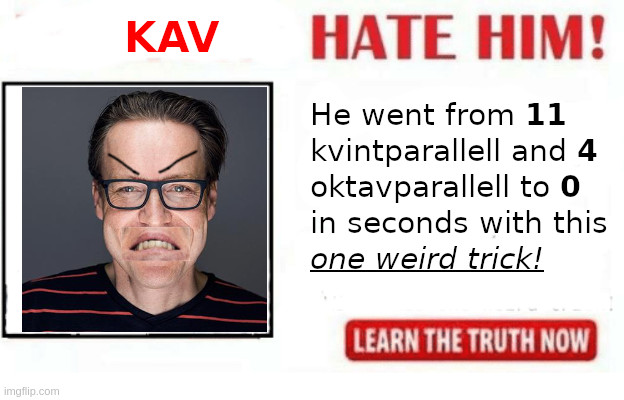 KAV HATE HIM!
He went from 11
kvintparallell and 4
oktavparallell to 0
in seconds with this
one weird trick!
LEARN THE TRUTH NOW
imgflip.com